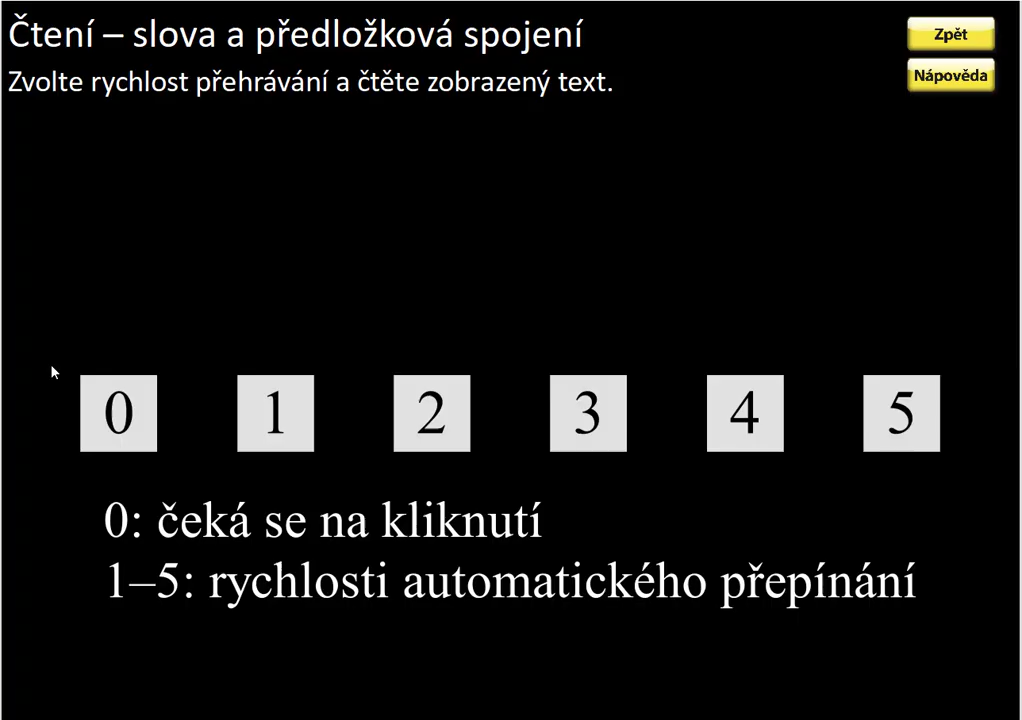 Čtení – slova a předložková spojení
Zpět
Zvolte rychlost přehrávání a čtěte zobrazený text.
Nápověda
0 1 2 3 4 5
0: čeká se na kliknutí
1–5: rychlosti automatického přepínání